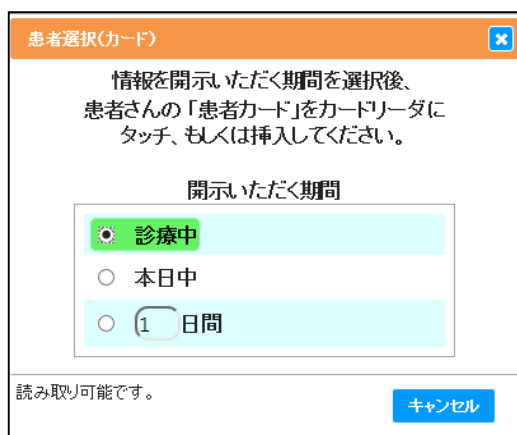 患者選択(カード)
情報を開示いただく期間を選択後、
患者さんの「患者カード」をカードリーダに
タッチ、もしくは挿入してください。
開示いただく期間
診療中
本日中
1 日間
読み取り可能です。
キャンセル